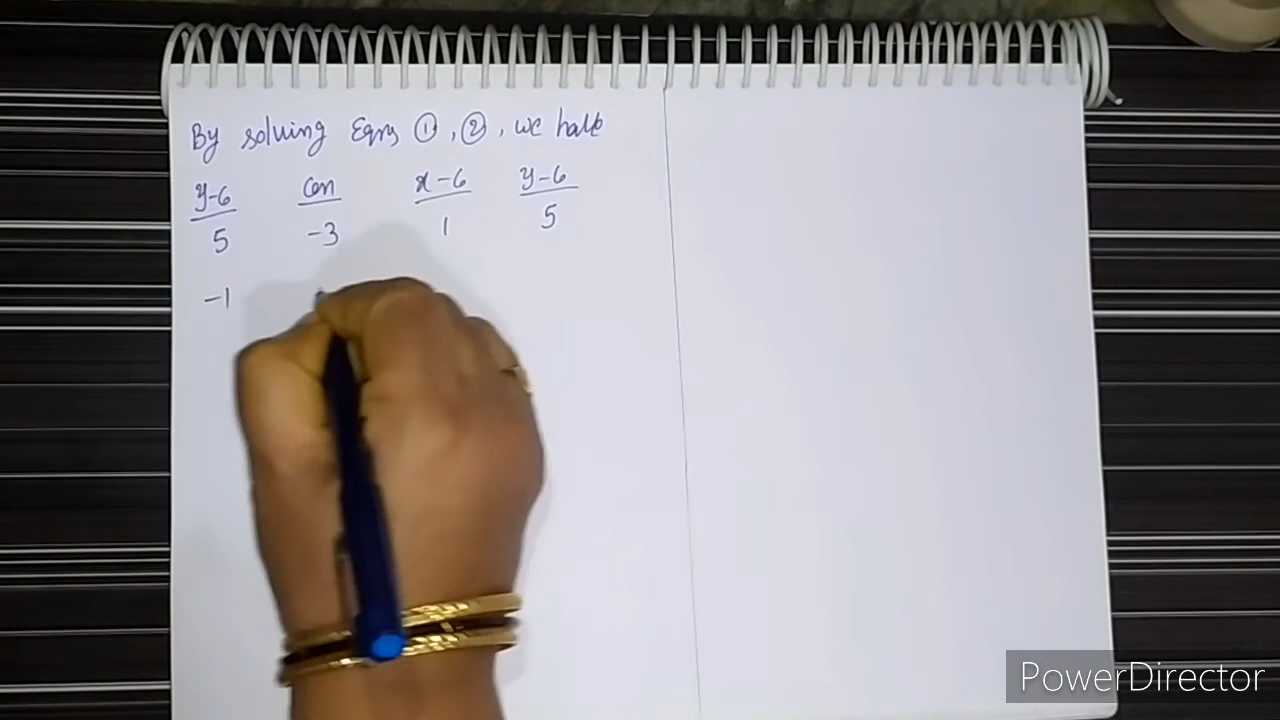 By solving Eqns ①, ②, we have
y-6 con x-6 y-6
5 -3 1 5
-1
PowerDirector